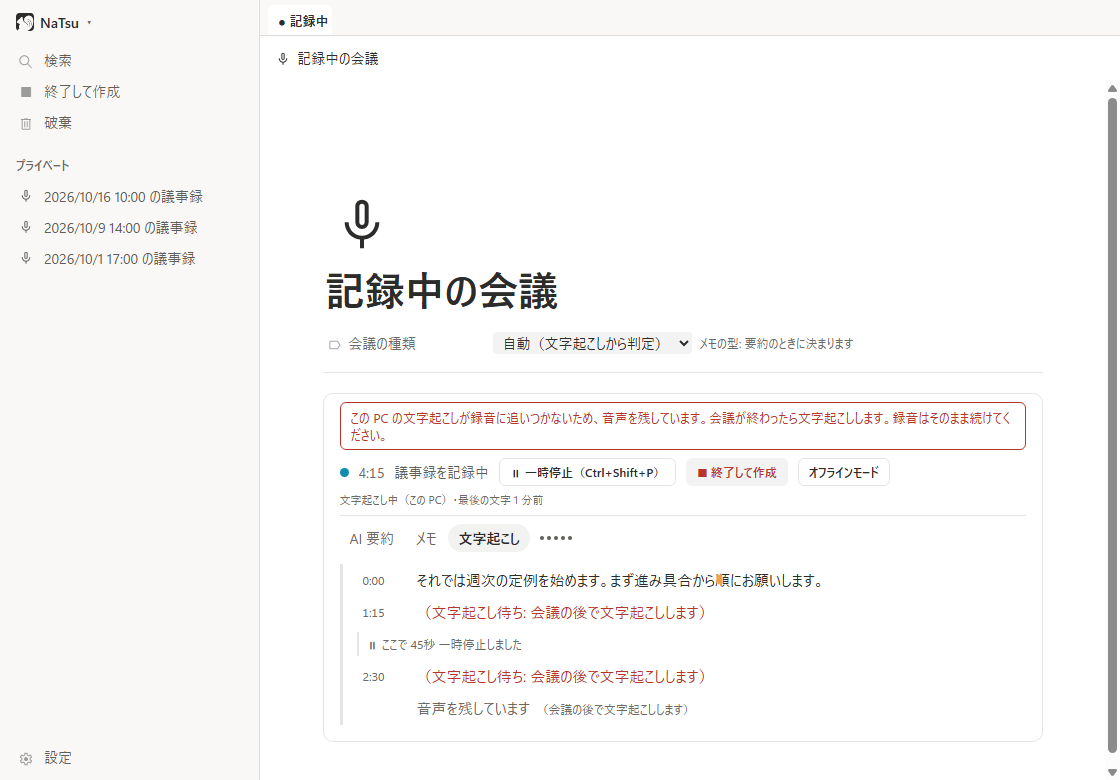 NaTsu
検索
終了して作成
破棄
プライベート
2026/10/16 10:00 の議事録
2026/10/9 14:00 の議事録
2026/10/1 17:00 の議事録
設定
● 記録中
記録中の会議
記録中の会議
会議の種類 自動（文字起こしから判定） メモの型: 要約のときに決まります
この PC の文字起こしが録音に追いつかないため、音声を残しています。会議が終わったら文字起こしします。録音はそのまま続けてく
ださい。
4:15 議事録を記録中 ⏸ 一時停止（Ctrl+Shift+P） ■ 終了して作成 オフラインモード
文字起こし中（この PC）・最後の文字 1 分前
AI 要約 メモ 文字起こし •••••
0:00 それでは週次の定例を始めます。まず進み具合から順にお願いします。
1:15 （文字起こし待ち: 会議の後で文字起こしします）
⏸ ここで 45秒 一時停止しました
2:30 （文字起こし待ち: 会議の後で文字起こしします）
音声を残しています （会議の後で文字起こしします）